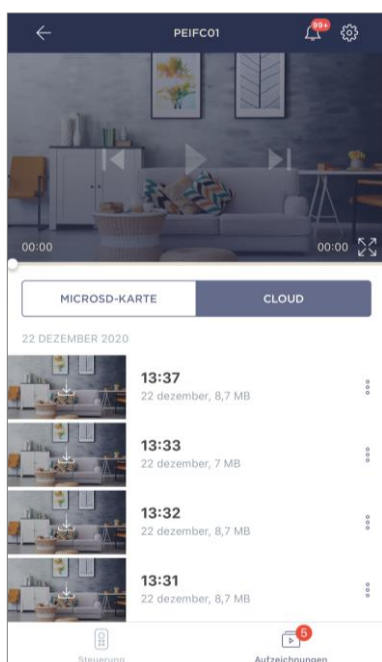 PEIFC01
99+
00:00
00:00
MICROSD-KARTE
CLOUD
22 DEZEMBER 2020
13:37
22 dezember, 8,7 MB
13:33
22 dezember, 7 MB
13:32
22 dezember, 8,7 MB
13:31
22 dezember, 8,7 MB
5
Steuerung
Aufzeichnungen